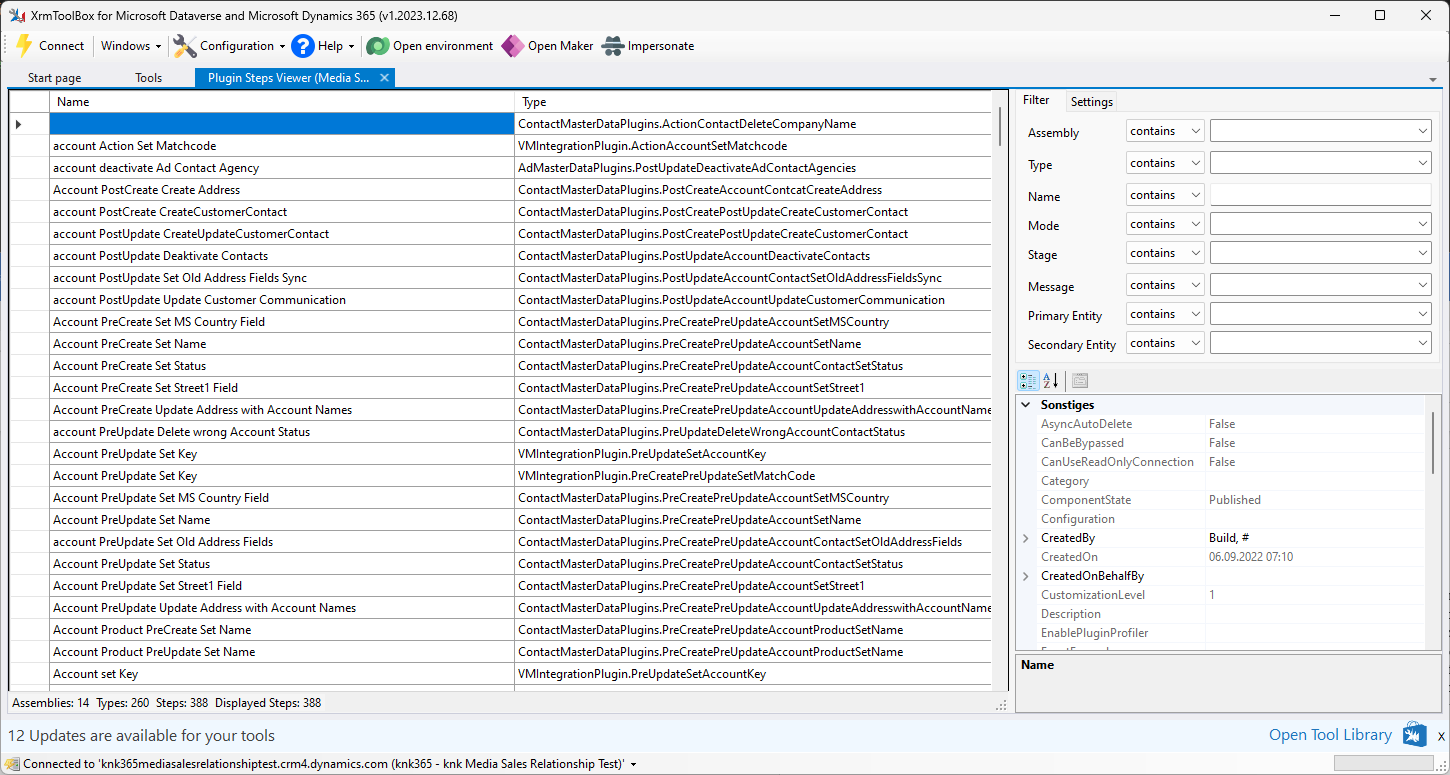 XrmToolBox for Microsoft Dataverse and Microsoft Dynamics 365 (v1.2023.12.68)
Connect Windows Configuration Help Open environment Open Maker Impersonate
Start page Tools Plugin Steps Viewer (Media S...
Name Type
ContactMasterDataPlugins.ActionContactDeleteCompanyName
account Action Set Matchcode VMIntegrationPlugin.ActionAccountSetMatchcode
account deactivate Ad Contact Agency AdMasterDataPlugins.PostUpdateDeactivateAdContactAgencies
Account PostCreate Create Address ContactMasterDataPlugins.PostCreateAccountContcatCreateAddress
account PostCreate CreateCustomerContact ContactMasterDataPlugins.PostCreatePostUpdateCreateCustomerContact
account PostUpdate CreateUpdateCustomerContact ContactMasterDataPlugins.PostCreatePostUpdateCreateCustomerContact
account PostUpdate Deaktivate Contacts ContactMasterDataPlugins.PostUpdateAccountDeactivateContacts
account PostUpdate Set Old Address Fields Sync ContactMasterDataPlugins.PostUpdateAccountContactSetOldAddressFieldsSync
account PostUpdate Update Customer Communication ContactMasterDataPlugins.PostUpdateAccountUpdateCustomerCommunication
Account PreCreate Set MS Country Field ContactMasterDataPlugins.PreCreatePreUpdateAccountSetMSCountry
Account PreCreate Set Name ContactMasterDataPlugins.PreCreatePreUpdateAccountSetName
Account PreCreate Set Status ContactMasterDataPlugins.PreCreatePreUpdateAccountContactSetStatus
Account PreCreate Set Street1 Field ContactMasterDataPlugins.PreCreatePreUpdateAccountSetStreet1
Account PreCreate Update Address with Account Names ContactMasterDataPlugins.PreCreatePreUpdateAccountUpdateAddresswithAccountName
account PreUpdate Delete wrong Account Status ContactMasterDataPlugins.PreUpdateDeleteWrongAccountContactStatus
Account PreUpdate Set Key VMIntegrationPlugin.PreUpdateSetAccountKey
Account PreUpdate Set Key VMIntegrationPlugin.PreCreatePreUpdateSetMatchCode
Account PreUpdate Set MS Country Field ContactMasterDataPlugins.PreCreatePreUpdateAccountSetMSCountry
Account PreUpdate Set Name ContactMasterDataPlugins.PreCreatePreUpdateAccountSetName
account PreUpdate Set Old Address Fields ContactMasterDataPlugins.PreCreatePreUpdateAccountContactSetOldAddressFields
Account PreUpdate Set Status ContactMasterDataPlugins.PreCreatePreUpdateAccountContactSetStatus
Account PreUpdate Set Street1 Field ContactMasterDataPlugins.PreCreatePreUpdateAccountSetStreet1
Account PreUpdate Update Address with Account Names ContactMasterDataPlugins.PreCreatePreUpdateAccountUpdateAddresswithAccountName
Account Product PreCreate Set Name ContactMasterDataPlugins.PreCreatePreUpdateAccountProductSetName
Account Product PreUpdate Set Name ContactMasterDataPlugins.PreCreatePreUpdateAccountProductSetName
Account set Key VMIntegrationPlugin.PreUpdateSetAccountKey
Assemblies: 14 Types: 260 Steps: 388 Displayed Steps: 388
Filter Settings
Assembly contains
Type contains
Name contains
Mode contains
Stage contains
Message contains
Primary Entity contains
Secondary Entity contains
Sonstiges
AsyncAutoDelete False
CanBeBypassed False
CanUseReadOnlyConnection False
Category
ComponentState Published
Configuration
CreatedBy Build, #
CreatedOn 06.09.2022 07:10
CreatedOnBehalfBy
CustomizationLevel 1
Description
EnablePluginProfiler
Name
12 Updates are available for your tools Open Tool Library x
Connected to 'knk365mediasalesrelationshiptest.crm4.dynamics.com (knk365 - knk Media Sales Relationship Test)'